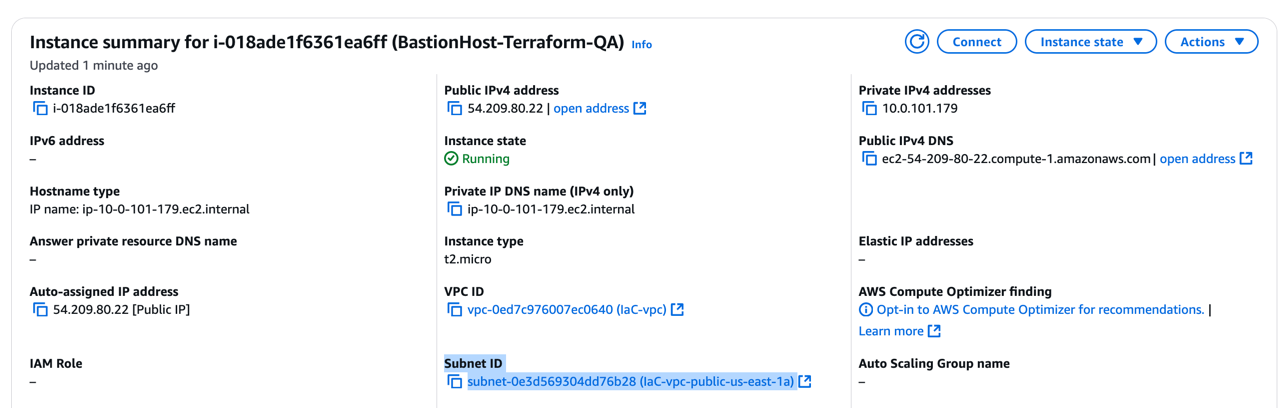 Instance summary for i-018ade1f6361ea6ff (BastionHost-Terraform-QA) Info
Connect
Instance state
Actions
Updated 1 minute ago
Instance ID
i-018ade1f6361ea6ff
Public IPv4 address
54.209.80.22 | open address
Private IPv4 addresses
10.0.101.179
IPv6 address
–
Instance state
Running
Public IPv4 DNS
ec2-54-209-80-22.compute-1.amazonaws.com | open address
Hostname type
IP name: ip-10-0-101-179.ec2.internal
Private IP DNS name (IPv4 only)
ip-10-0-101-179.ec2.internal
Answer private resource DNS name
–
Instance type
t2.micro
Elastic IP addresses
–
Auto-assigned IP address
54.209.80.22 [Public IP]
VPC ID
vpc-0ed7c976007ec0640 (IaC-vpc)
AWS Compute Optimizer finding
Opt-in to AWS Compute Optimizer for recommendations. |
Learn more
IAM Role
–
Subnet ID
subnet-0e3d569304dd76b28 (IaC-vpc-public-us-east-1a)
Auto Scaling Group name
–